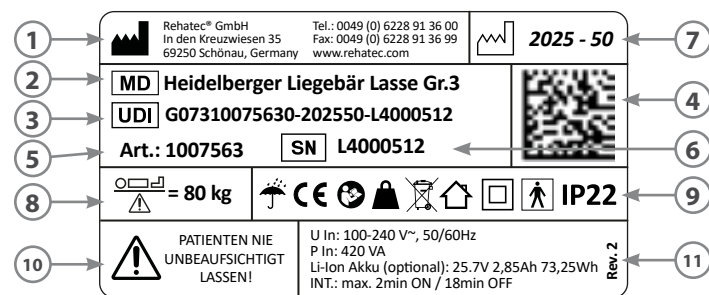 1
Rehatec® GmbH
In den Kreuzwiesen 35
69250 Schönau, Germany
Tel.: 0049 (0) 6228 91 36 00
Fax: 0049 (0) 6228 91 36 99
www.rehatec.com
2025 - 50
7
2
MD Heidelberger Liegebär Lasse Gr.3
3
UDI G07310075630-202550-L4000512
4
5
Art.: 1007563
SN L4000512
6
8
= 80 kg
CE
IP22
9
10
PATIENTEN NIE
UNBEAUFSICHTIGT
LASSEN!
U In: 100-240 V~, 50/60Hz
P In: 420 VA
Li-Ion Akku (optional): 25.7V 2,85Ah 73,25Wh
INT.: max. 2min ON / 18min OFF
Rev. 2
11